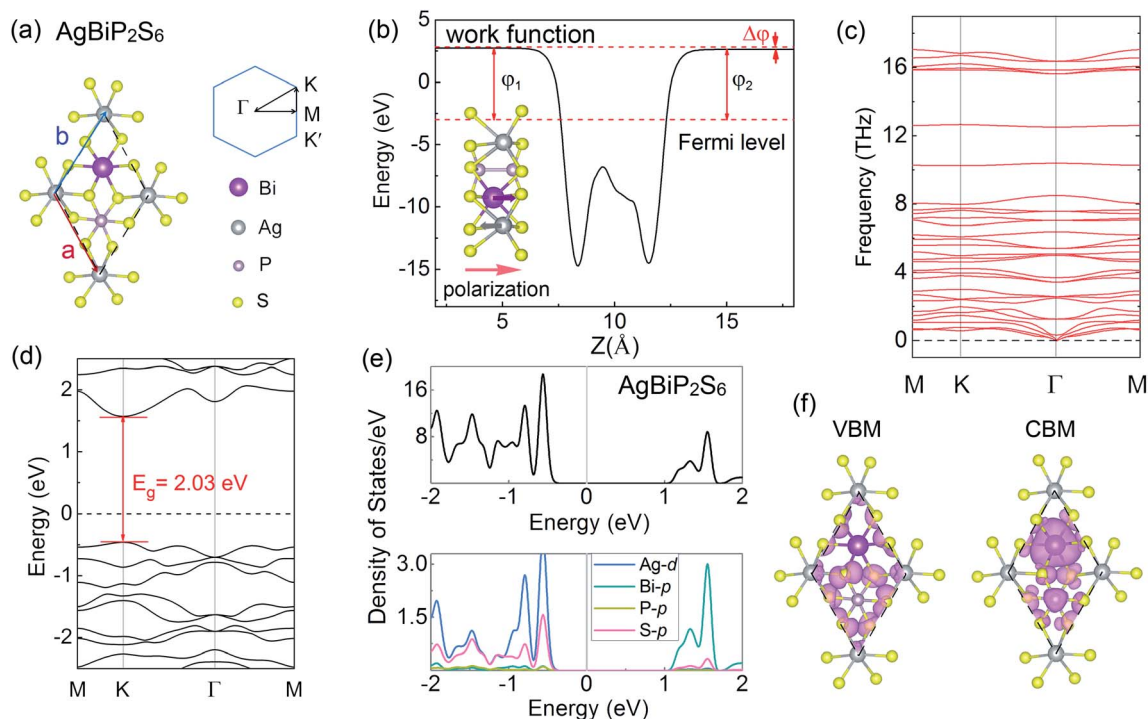 (a) AgBiP₂S₆
b
a
Γ
K
M
K′
Bi
Ag
P
S
(b)
work function
Δφ
φ₁
φ₂
Fermi level
polarization
Energy (eV)
5
0
-5
-10
-15
5
10
15
Z(Å)
(c)
Frequency (THz)
16
12
8
4
0
M
K
Γ
M
(d)
Energy (eV)
2
1
0
-1
-2
E_g= 2.03 eV
M
K
Γ
M
(e)
AgBiP₂S₆
16
8
-2
-1
0
1
2
Energy (eV)
Density of States/eV
3.0
1.5
Ag-d
Bi-p
P-p
S-p
-2
-1
0
1
2
Energy (eV)
(f)
VBM
CBM